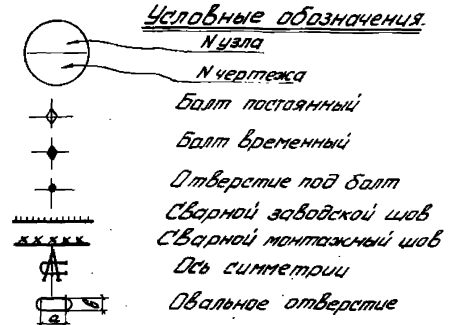 Условные обозначения.
N узла
N чертежа
Болт постоянный
Болт временный
Отверстие под болт
Сварной заводской шов
Сварной монтажный шов
Ось симметрии
Овальное отверстие
а
б